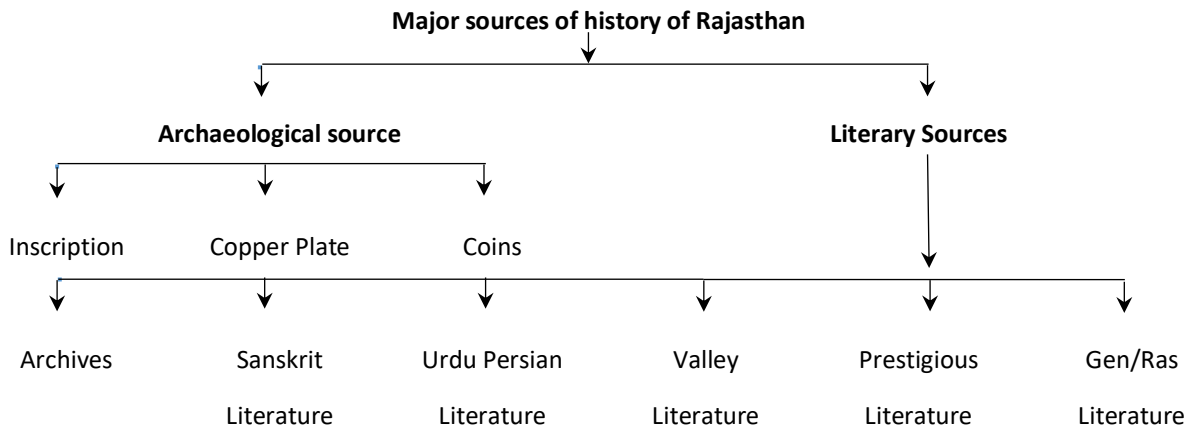 Major sources of history of Rajasthan
Archaeological source Literary Sources
Inscription Copper Plate Coins
Archives Sanskrit Urdu Persian Valley Prestigious Gen/Ras
Literature Literature Literature Literature Literature